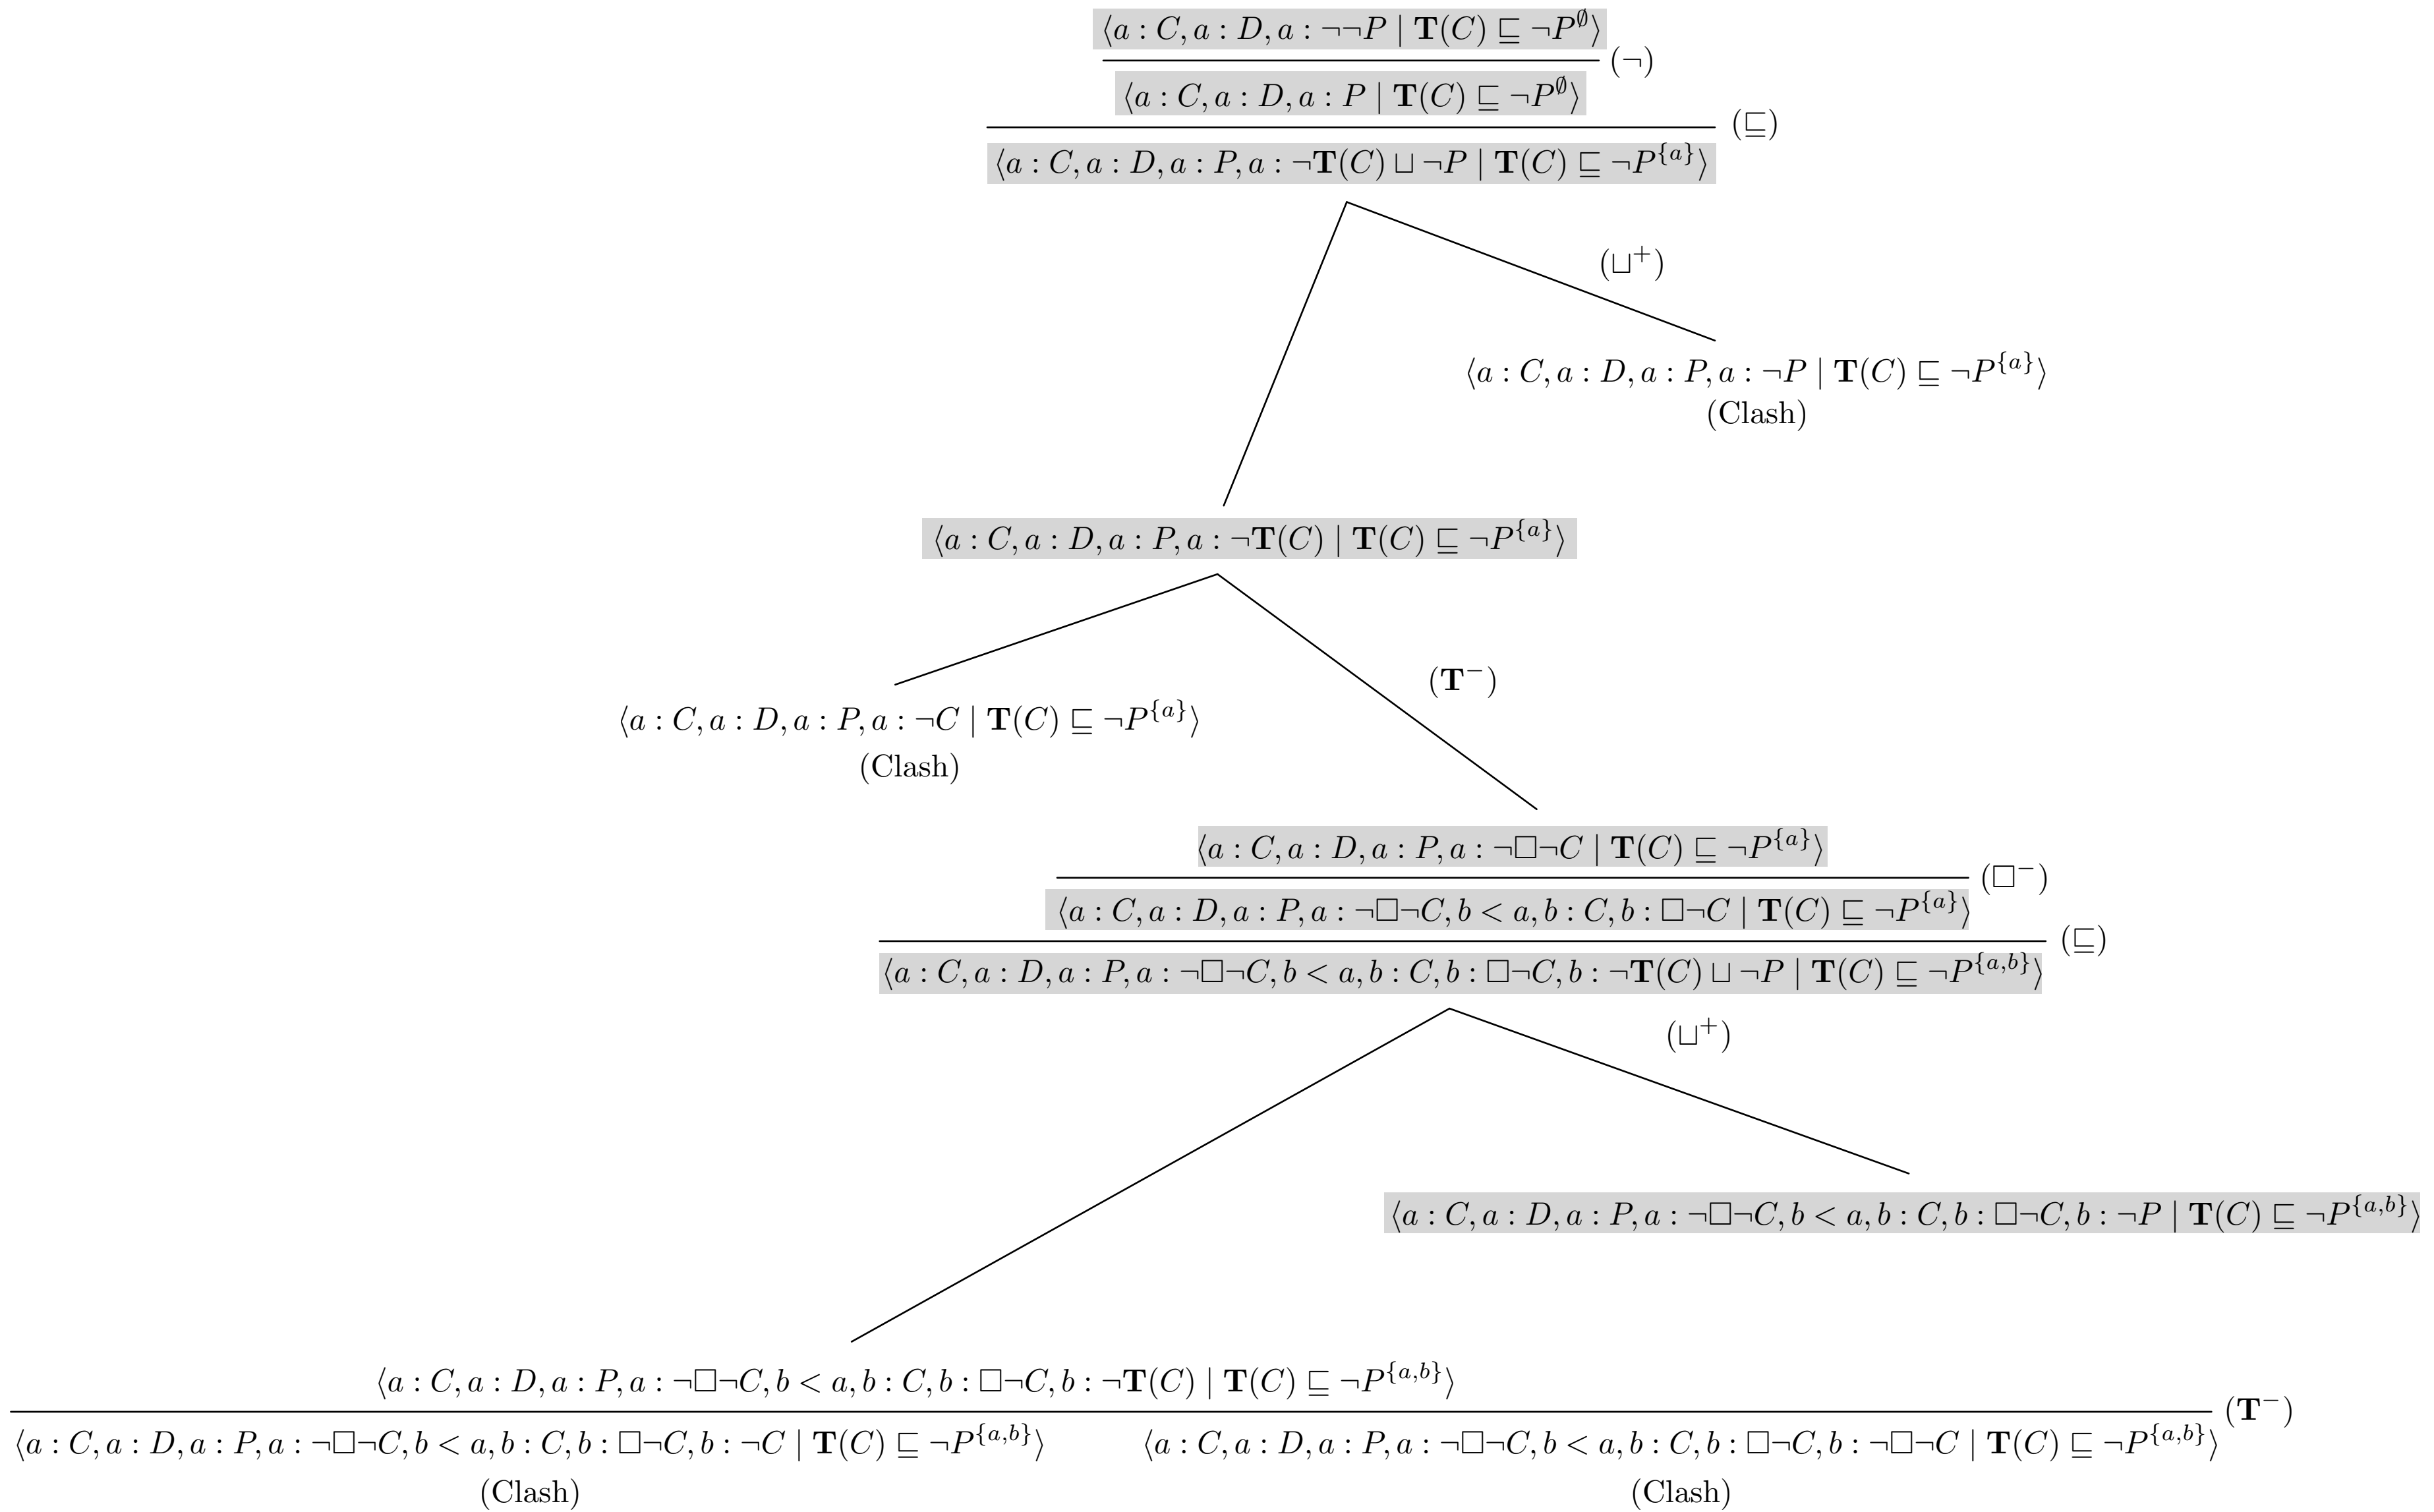 ⟨a : C, a : D, a : ¬¬P | T(C) ⊑ ¬P^∅⟩
(¬)
⟨a : C, a : D, a : P | T(C) ⊑ ¬P^∅⟩
(⊑)
⟨a : C, a : D, a : P, a : ¬T(C) ⊔ ¬P | T(C) ⊑ ¬P^{a}⟩
(⊔⁺)
⟨a : C, a : D, a : P, a : ¬P | T(C) ⊑ ¬P^{a}⟩
(Clash)
⟨a : C, a : D, a : P, a : ¬T(C) | T(C) ⊑ ¬P^{a}⟩
(T⁻)
⟨a : C, a : D, a : P, a : ¬C | T(C) ⊑ ¬P^{a}⟩
(Clash)
⟨a : C, a : D, a : P, a : ¬□¬C | T(C) ⊑ ¬P^{a}⟩
(□⁻)
⟨a : C, a : D, a : P, a : ¬□¬C, b < a, b : C, b : □¬C | T(C) ⊑ ¬P^{a}⟩
(⊑)
⟨a : C, a : D, a : P, a : ¬□¬C, b < a, b : C, b : □¬C, b : ¬T(C) ⊔ ¬P | T(C) ⊑ ¬P^{a,b}⟩
(⊔⁺)
⟨a : C, a : D, a : P, a : ¬□¬C, b < a, b : C, b : □¬C, b : ¬P | T(C) ⊑ ¬P^{a,b}⟩
⟨a : C, a : D, a : P, a : ¬□¬C, b < a, b : C, b : □¬C, b : ¬T(C) | T(C) ⊑ ¬P^{a,b}⟩
(T⁻)
⟨a : C, a : D, a : P, a : ¬□¬C, b < a, b : C, b : □¬C, b : ¬C | T(C) ⊑ ¬P^{a,b}⟩
(Clash)
⟨a : C, a : D, a : P, a : ¬□¬C, b < a, b : C, b : □¬C, b : ¬□¬C | T(C) ⊑ ¬P^{a,b}⟩
(Clash)